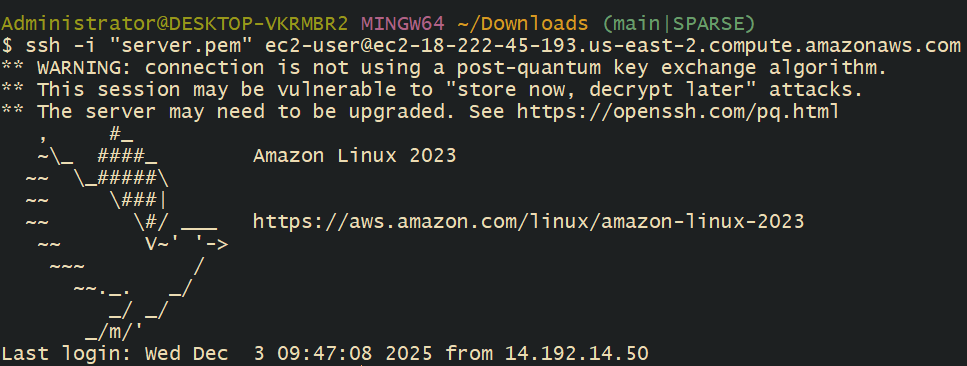 Administrator@DESKTOP-VKRMBR2 MINGW64 ~/Downloads (main|SPARSE)
$ ssh -i "server.pem" ec2-user@ec2-18-222-45-193.us-east-2.compute.amazonaws.com
** WARNING: connection is not using a post-quantum key exchange algorithm.
** This session may be vulnerable to "store now, decrypt later" attacks.
** The server may need to be upgraded. See https://openssh.com/pq.html
   ,     #_
   ~\_  ####_        Amazon Linux 2023
  ~~  \_#####\
  ~~     \###|
  ~~       \#/ ___   https://aws.amazon.com/linux/amazon-linux-2023
   ~~       V~' '->
    ~~~         /
      ~~._.   _/
         _/ _/
       _/m/'
Last login: Wed Dec  3 09:47:08 2025 from 14.192.14.50